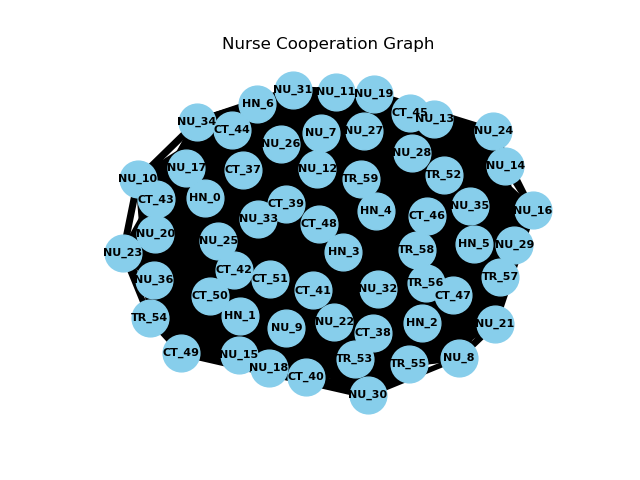 Nurse Cooperation Graph
NU_31
NU_11
NU_19
HN_6
CT_45
NU_13
NU_34
CT_44
NU_7
NU_27
NU_24
NU_26
NU_28
NU_14
NU_17
CT_37
NU_12
TR_59
TR_52
NU_10
CT_43
HN_0
CT_39
HN_4
CT_46
NU_35
NU_16
NU_33
CT_48
NU_20
NU_25
HN_5
NU_29
NU_23
HN_3
TR_58
CT_42
NU_36
CT_51
TR_57
TR_56
CT_50
CT_41
NU_32
CT_47
TR_54
HN_1
NU_9
NU_22
CT_38
HN_2
NU_21
CT_49
NU_15
TR_53
NU_8
NU_18
CT_40
TR_55
NU_30